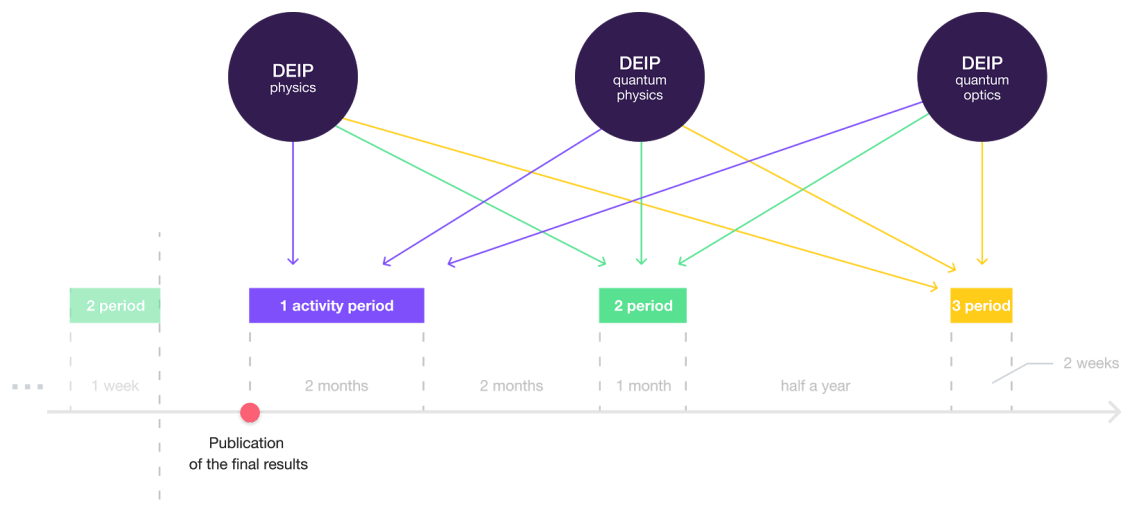 DEIP
physics
DEIP
quantum
physics
DEIP
quantum
optics
2 period
1 activity period
2 period
3 period
1 week
2 months
2 months
1 month
half a year
2 weeks
Publication
of the final results